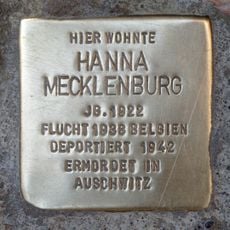 HIER WOHNTE
HANNA
MECKLENBURG
JG. 1922
FLUCHT 1938 BELGIEN
DEPORTIERT 1942
ERMORDET IN
AUSCHWITZ